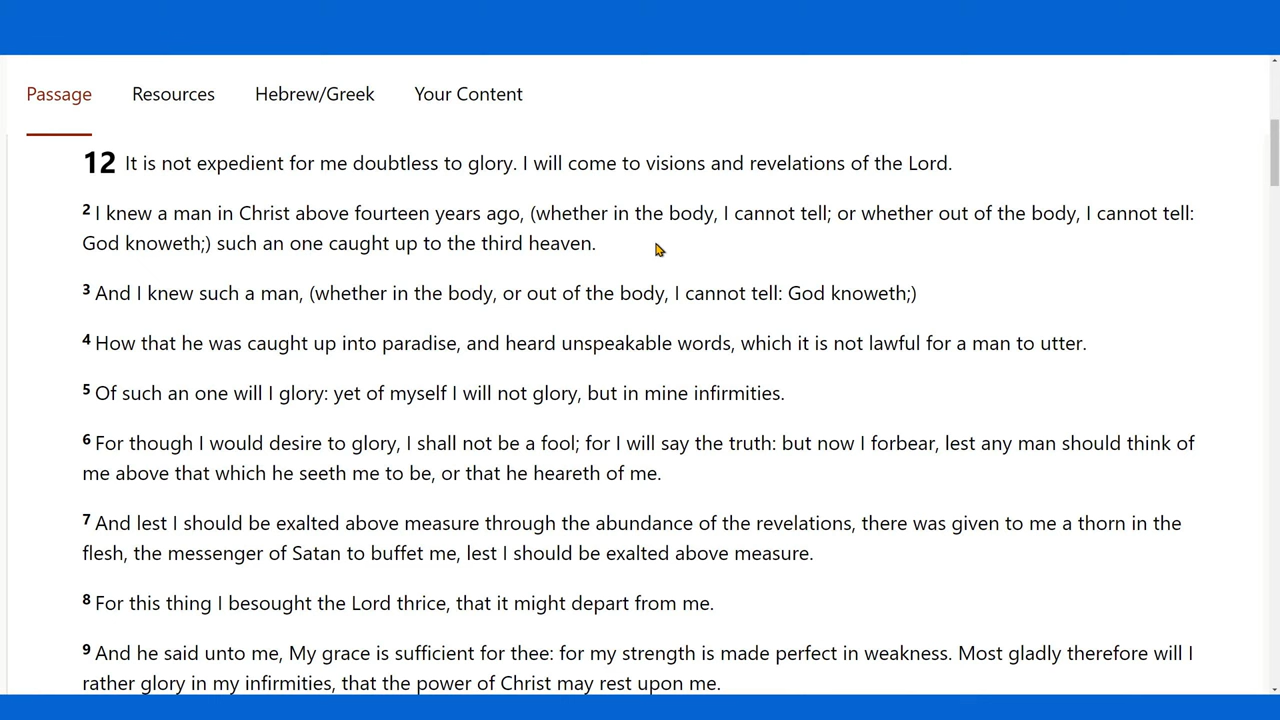 Passage Resources Hebrew/Greek Your Content
12 It is not expedient for me doubtless to glory. I will come to visions and revelations of the Lord.
2 I knew a man in Christ above fourteen years ago, (whether in the body, I cannot tell; or whether out of the body, I cannot tell:
God knoweth;) such an one caught up to the third heaven.
3 And I knew such a man, (whether in the body, or out of the body, I cannot tell: God knoweth;)
4 How that he was caught up into paradise, and heard unspeakable words, which it is not lawful for a man to utter.
5 Of such an one will I glory: yet of myself I will not glory, but in mine infirmities.
6 For though I would desire to glory, I shall not be a fool; for I will say the truth: but now I forbear, lest any man should think of
me above that which he seeth me to be, or that he heareth of me.
7 And lest I should be exalted above measure through the abundance of the revelations, there was given to me a thorn in the
flesh, the messenger of Satan to buffet me, lest I should be exalted above measure.
8 For this thing I besought the Lord thrice, that it might depart from me.
9 And he said unto me, My grace is sufficient for thee: for my strength is made perfect in weakness. Most gladly therefore will I
rather glory in my infirmities, that the power of Christ may rest upon me.